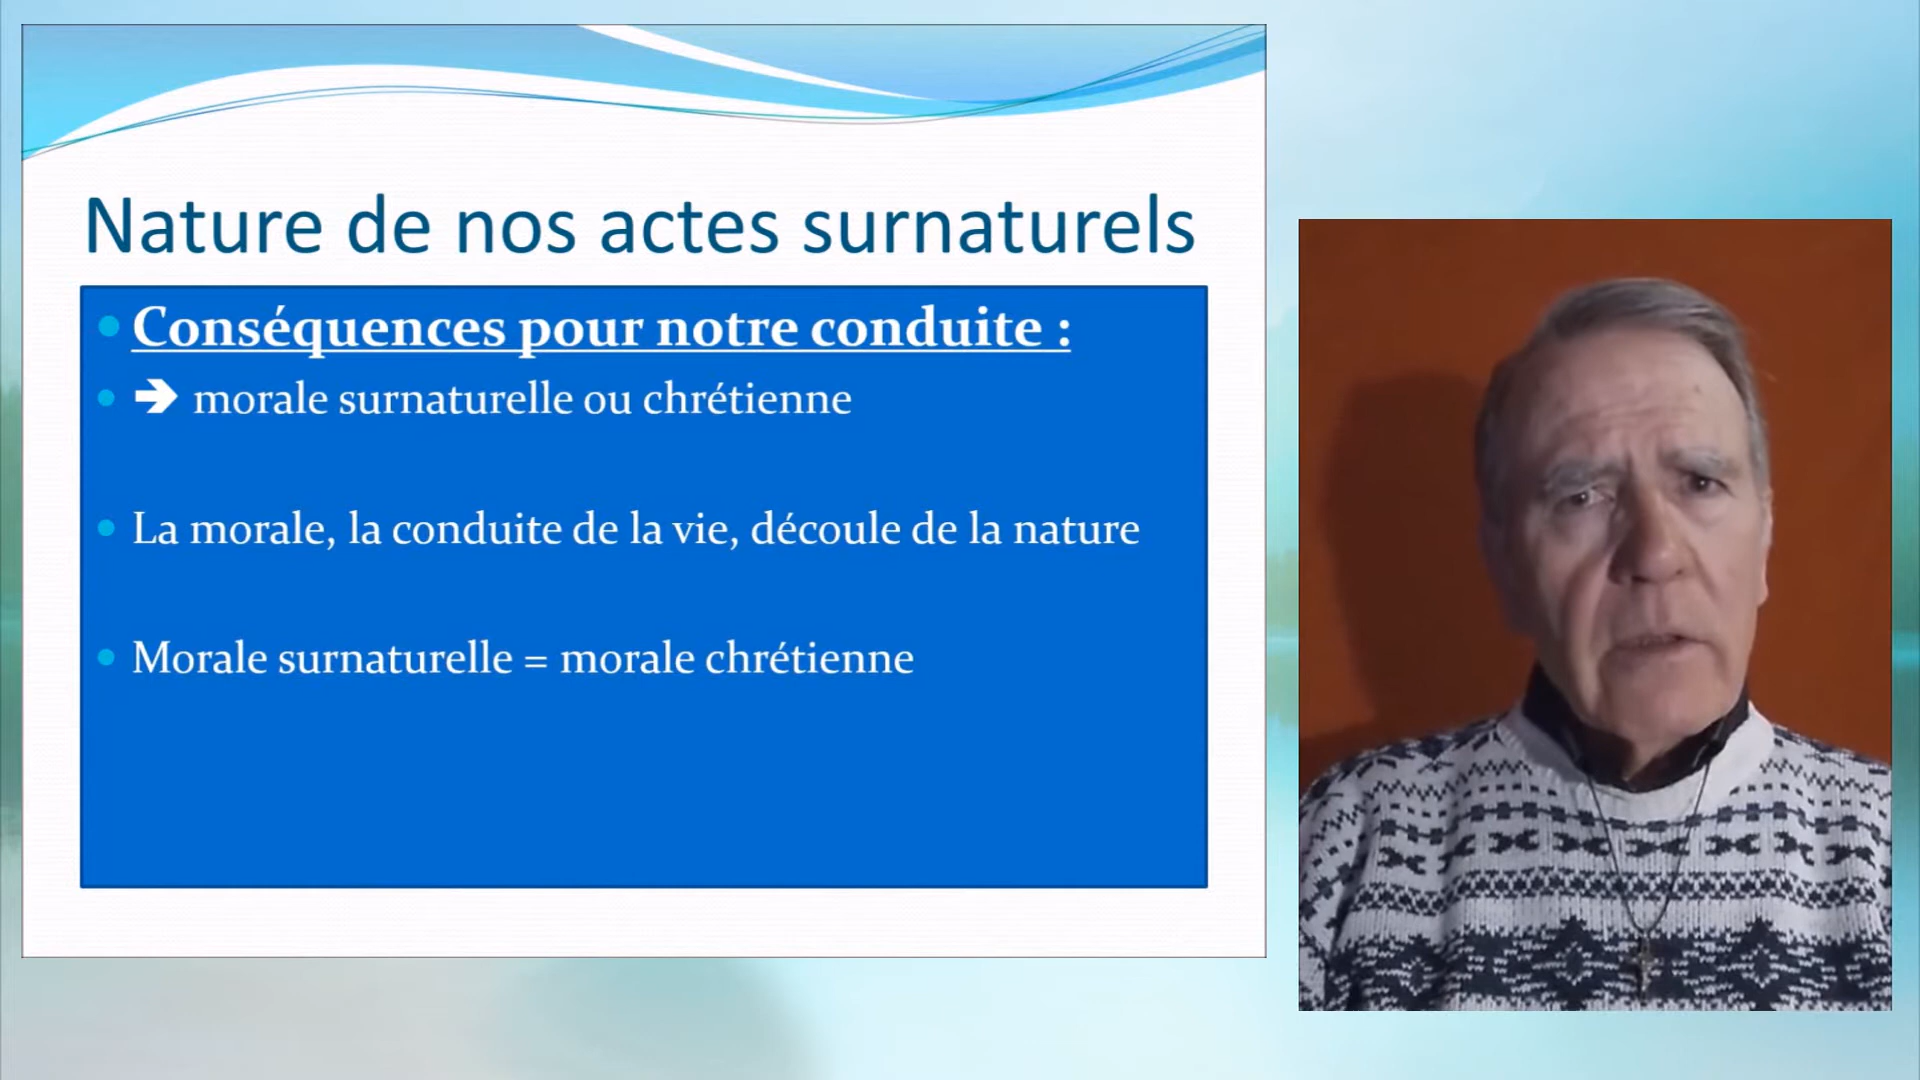 Nature de nos actes surnaturels
Conséquences pour notre conduite :
➔ morale surnaturelle ou chrétienne
La morale, la conduite de la vie, découle de la nature
Morale surnaturelle = morale chrétienne